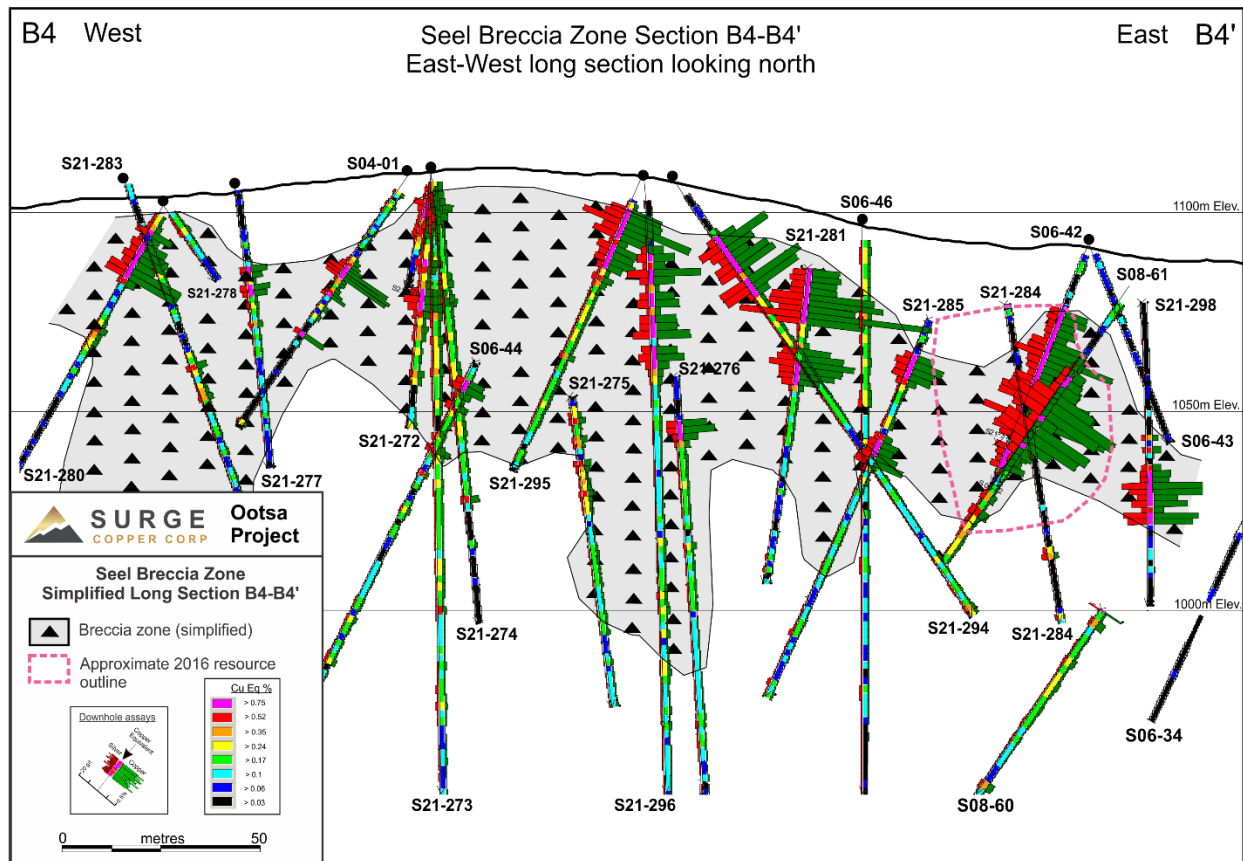 B4 West
Seel Breccia Zone Section B4-B4'
East-West long section looking north
East B4'
S21-283
S04-01
S06-46
1100m Elev.
S06-42
S21-281
S08-61
S21-278
S21-285
S21-284
S21-298
S06-44
S21-276
S21-275
1050m Elev.
S21-272
S06-43
S21-280
S21-277
S21-295
SURGE
COPPER CORP
Ootsa
Project
Seel Breccia Zone
Simplified Long Section B4-B4'
Breccia zone (simplified)
Approximate 2016 resource
outline
Cu Eq %
> 0.75
> 0.52
> 0.35
> 0.24
> 0.17
> 0.1
> 0.06
> 0.03
Downhole assays
Copper
Equivalent
Silver
Copper
20 g/t
0.5%
0 metres 50
1000m Elev.
S21-274
S21-294
S21-284
S06-34
S21-273
S21-296
S08-60